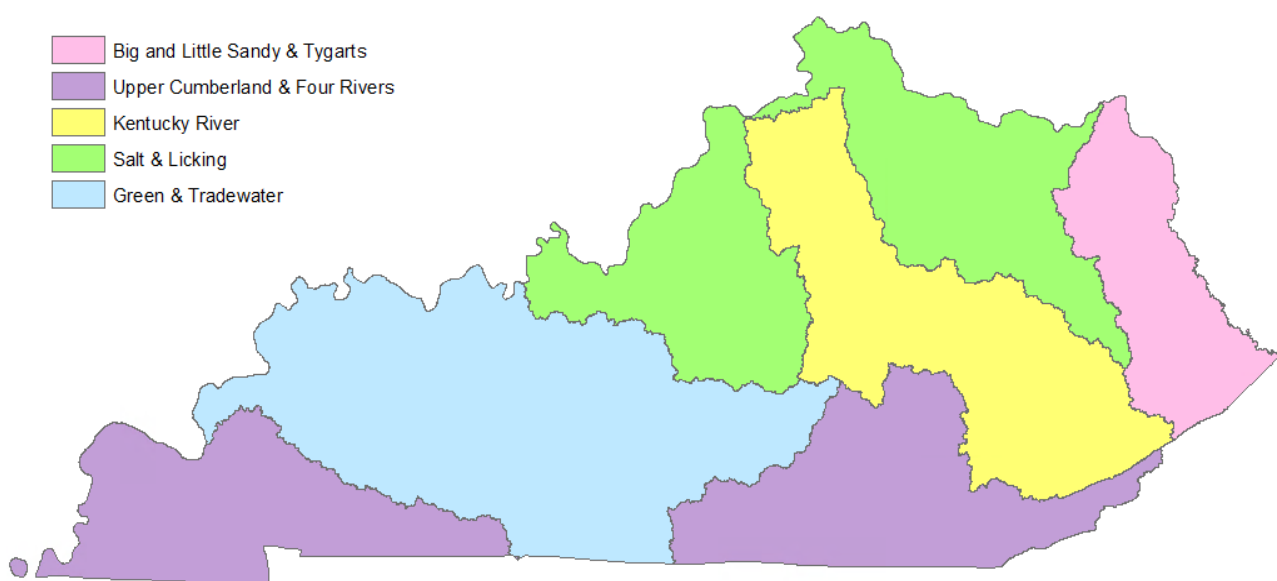 Big and Little Sandy & Tygarts
Upper Cumberland & Four Rivers
Kentucky River
Salt & Licking
Green & Tradewater